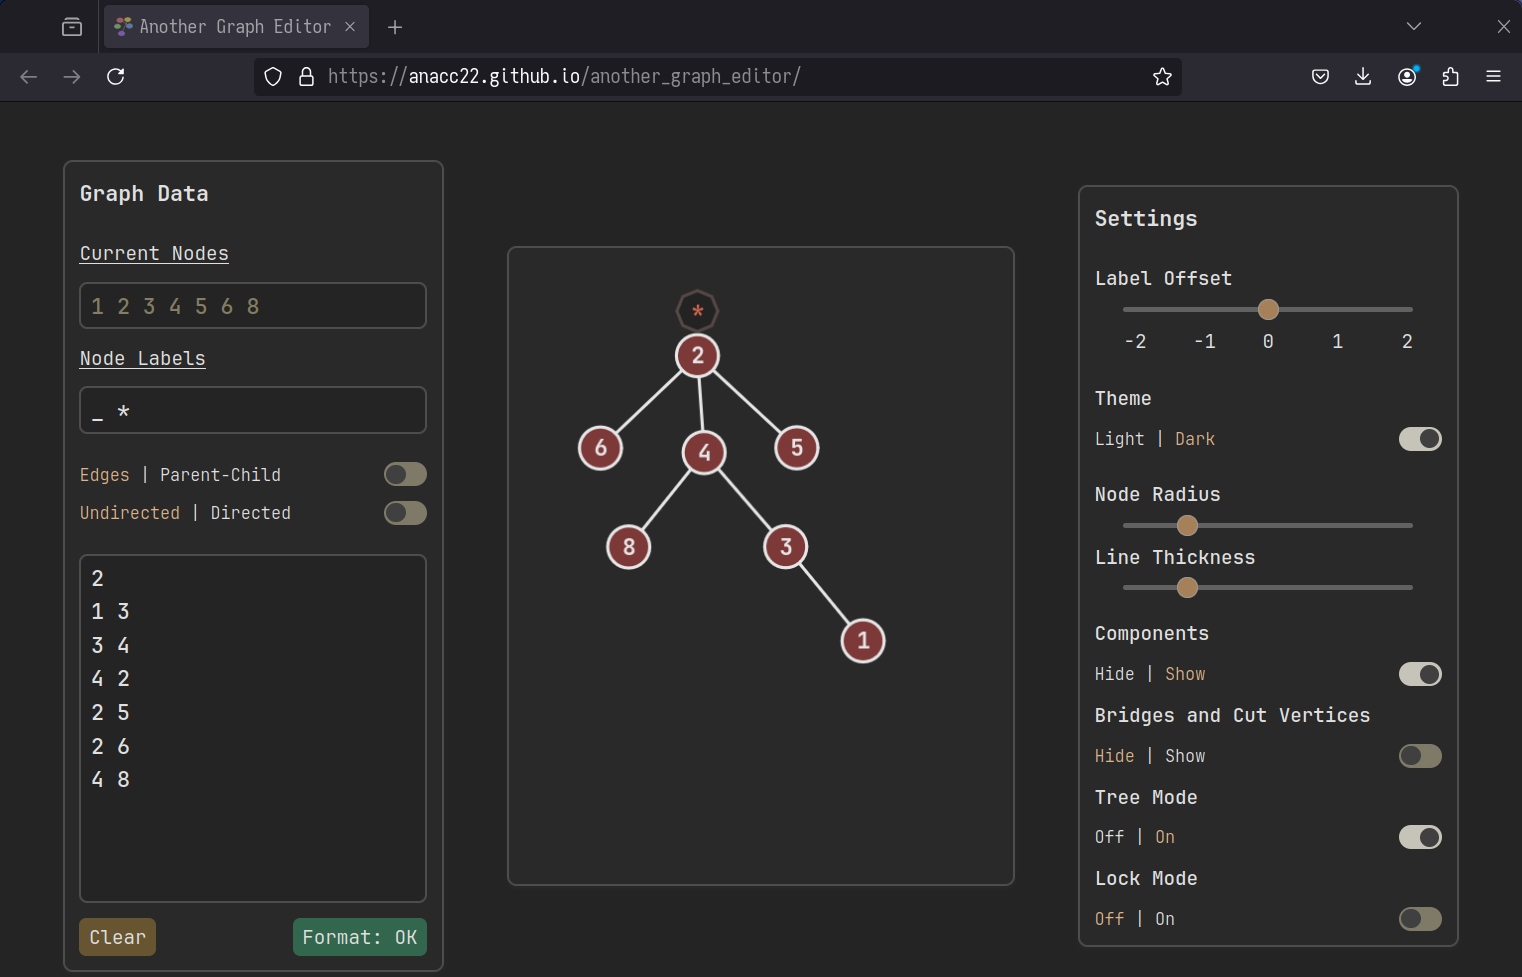 Another Graph Editor
https://anacc22.github.io/another_graph_editor/
Graph Data
Current Nodes
1 2 3 4 5 6 8
Node Labels
_ *
Edges | Parent-Child
Undirected | Directed
2
1 3
3 4
4 2
2 5
2 6
4 8
Clear
Format: OK
*
2
6
4
5
8
3
1
Settings
Label Offset
-2 -1 0 1 2
Theme
Light | Dark
Node Radius
Line Thickness
Components
Hide | Show
Bridges and Cut Vertices
Hide | Show
Tree Mode
Off | On
Lock Mode
Off | On